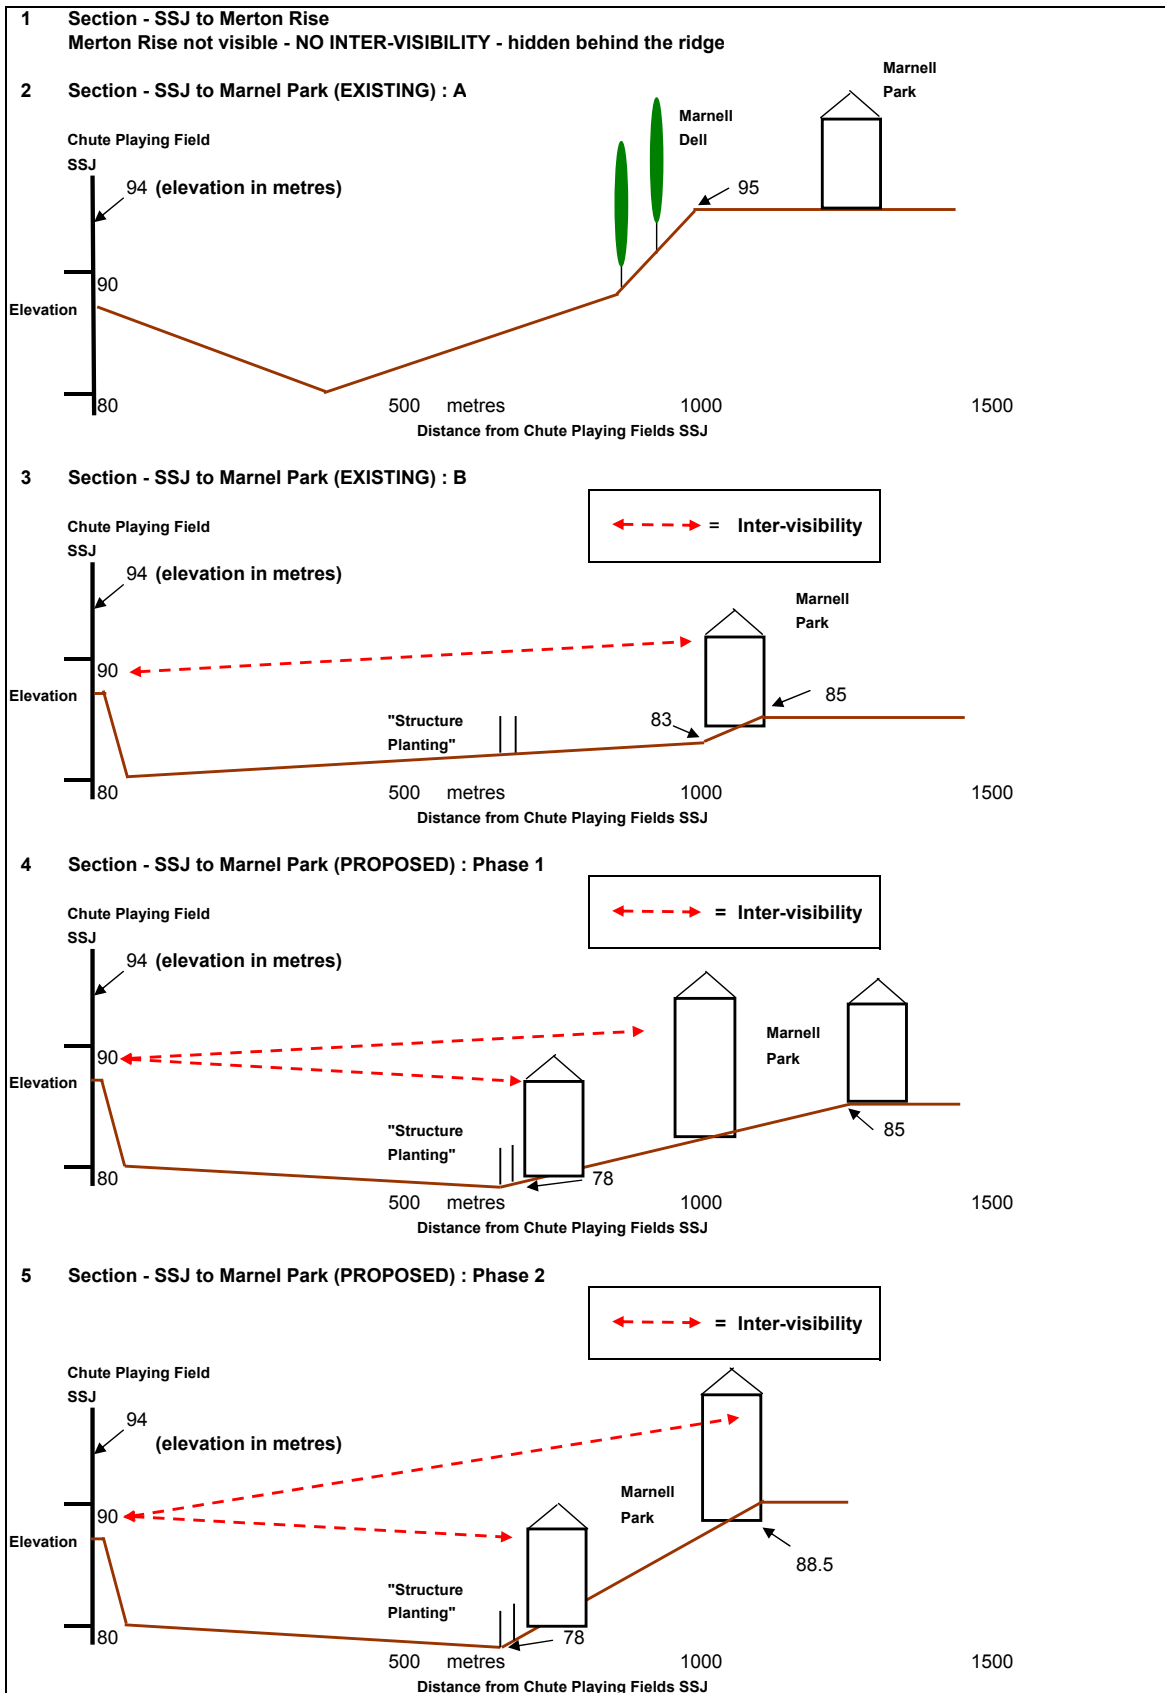 1 Section - SSJ to Merton Rise
Merton Rise not visible - NO INTER-VISIBILITY - hidden behind the ridge
2 Section - SSJ to Marnel Park (EXISTING) : A
Marnell
Park
Marnell
Dell
Chute Playing Field
SSJ
94 (elevation in metres)
95
90
Elevation
80
500 metres 1000 1500
Distance from Chute Playing Fields SSJ
3 Section - SSJ to Marnel Park (EXISTING) : B
= Inter-visibility
Chute Playing Field
SSJ
94 (elevation in metres)
Marnell
Park
90
Elevation
85
83
"Structure
Planting"
80
500 metres 1000 1500
Distance from Chute Playing Fields SSJ
4 Section - SSJ to Marnel Park (PROPOSED) : Phase 1
= Inter-visibility
Chute Playing Field
SSJ
94 (elevation in metres)
Marnell
Park
90
Elevation
"Structure
Planting"
85
80
78
500 metres 1000 1500
Distance from Chute Playing Fields SSJ
5 Section - SSJ to Marnel Park (PROPOSED) : Phase 2
= Inter-visibility
Chute Playing Field
SSJ
94
(elevation in metres)
Marnell
Park
90
Elevation
88.5
"Structure
Planting"
80
78
500 metres 1000 1500
Distance from Chute Playing Fields SSJ